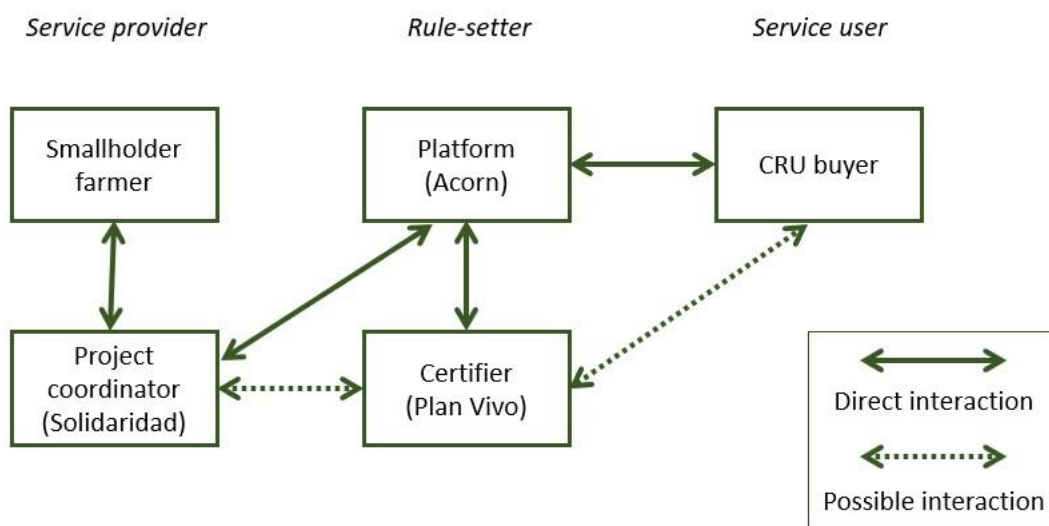 Service provider
Rule-setter
Service user
Smallholder
farmer
Platform
(Acorn)
CRU buyer
Project
coordinator
(Solidaridad)
Certifier
(Plan Vivo)
Direct interaction
Possible interaction